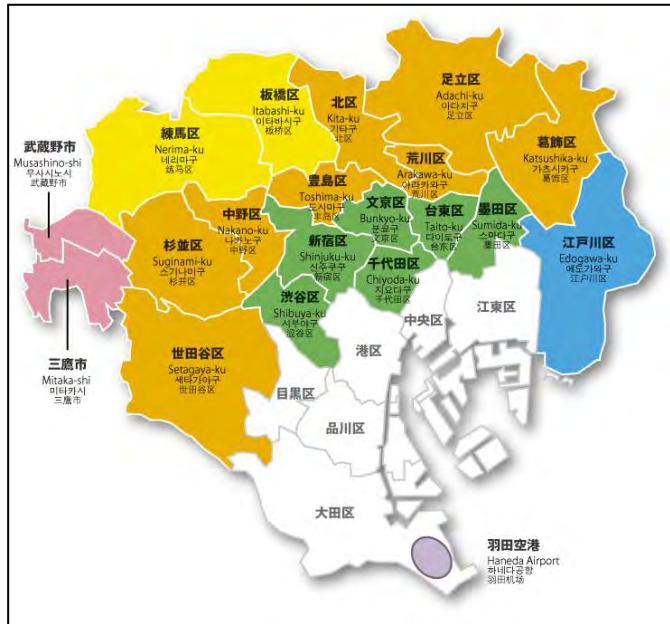 足立区
Adachi-ku
아다치구
足立区
板橋区
Itabashi-ku
이타바시구
板桥区
北区
Kita-ku
기타구
北区
葛飾区
Katsushika-ku
가츠시카구
葛饰区
練馬区
Nerima-ku
네리마구
练马区
武蔵野市
Musashino-shi
무사시노시
武藏野市
荒川区
Arakawa-ku
아라카와구
荒川区
豊島区
Toshima-ku
도시마구
丰岛区
文京区
Bunkyo-ku
분쿄구
文京区
台東区
Taito-ku
다이토구
台东区
墨田区
Sumida-ku
스미다구
墨田区
中野区
Nakano-ku
나카노구
中野区
杉並区
Suginami-ku
스기나미구
杉并区
新宿区
Shinjuku-ku
신주쿠구
新宿区
江戸川区
Edogawa-ku
에도가와구
江户川区
千代田区
Chiyoda-ku
지요다구
千代田区
渋谷区
Shibuya-ku
시부야구
涩谷区
中央区
江東区
港区
三鷹市
Mitaka-shi
미타카시
三鹰市
世田谷区
Setagaya-ku
세타가야구
世田谷区
目黒区
品川区
大田区
羽田空港
Haneda Airport
하네다공항
羽田机场